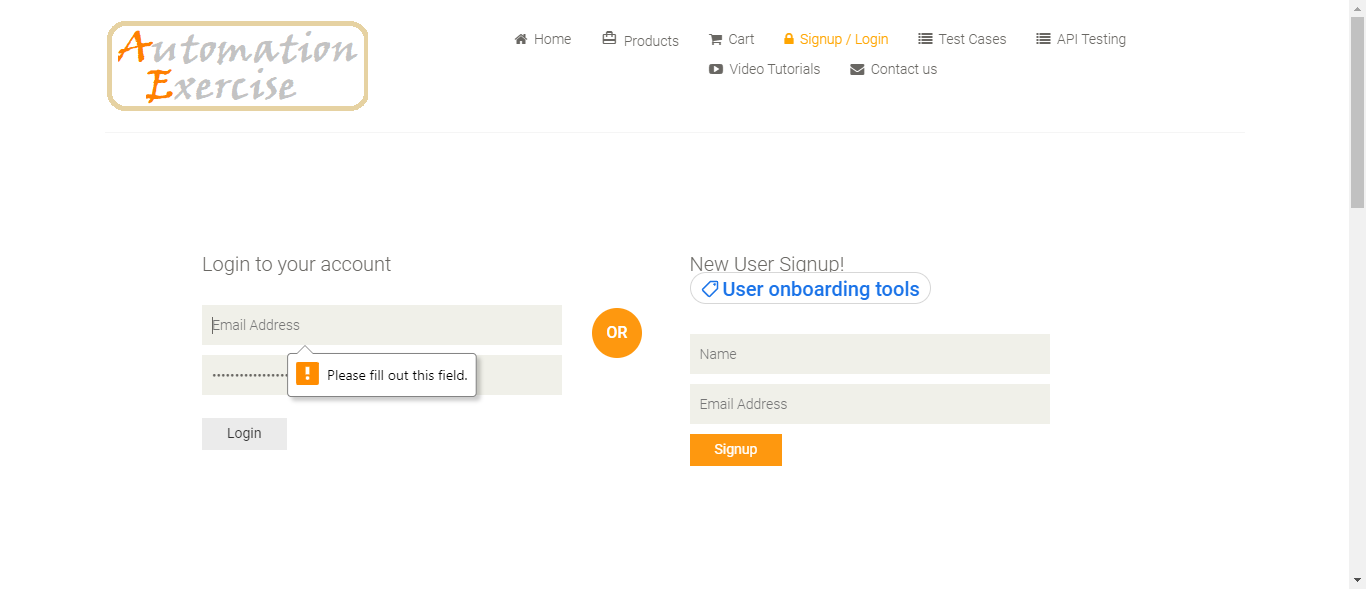 Automation
Exercise
Home
Products
Cart
Signup / Login
Test Cases
API Testing
Video Tutorials
Contact us
Login to your account
Email Address
Please fill out this field.
Login
OR
New User Signup!
User onboarding tools
Name
Email Address
Signup